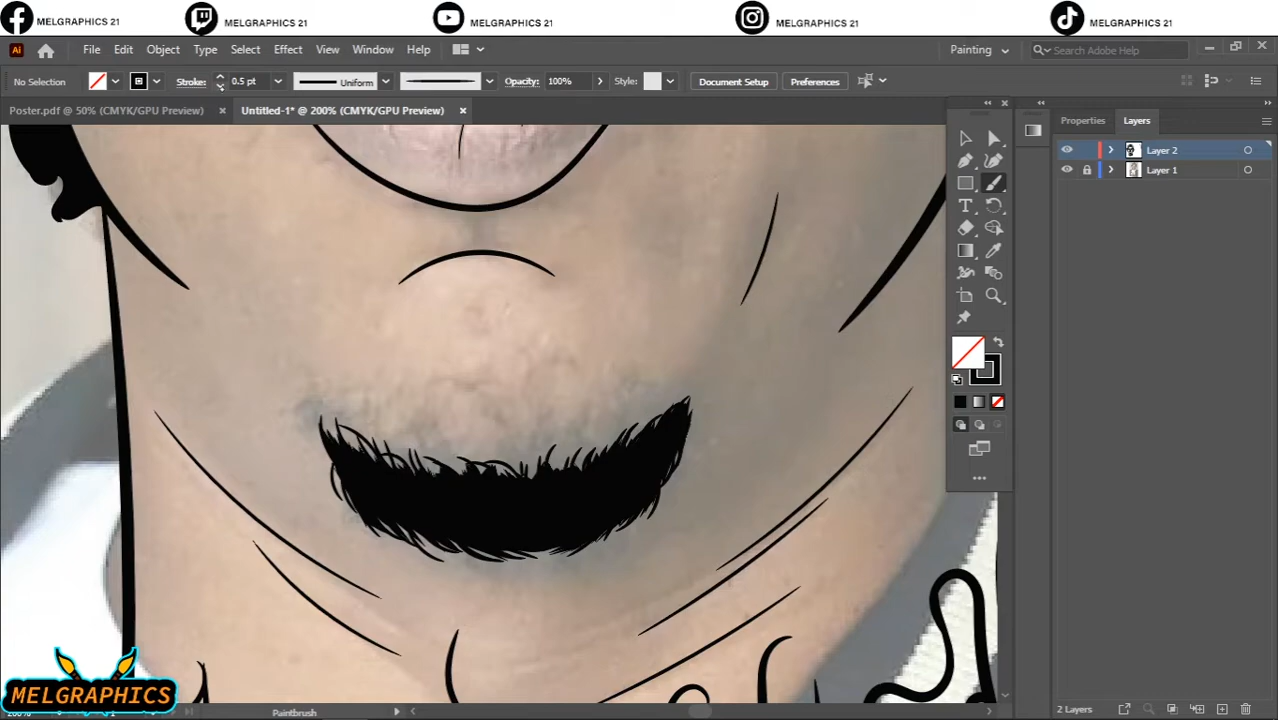 MELGRAPHICS 21
MELGRAPHICS 21
MELGRAPHICS 21
MELGRAPHICS 21
MELGRAPHICS 21
Ai File Edit Object Type Select Effect View Window Help Painting Search Adobe Help
No Selection Stroke: 0.5 pt Uniform Opacity: 100% Style: Document Setup Preferences
Poster.pdf @ 50% (CMYK/GPU Preview) × Untitled-1* @ 200% (CMYK/GPU Preview) ×
Properties Layers
Layer 2
Layer 1
MELGRAPHICS
Paintbrush
2 Layers